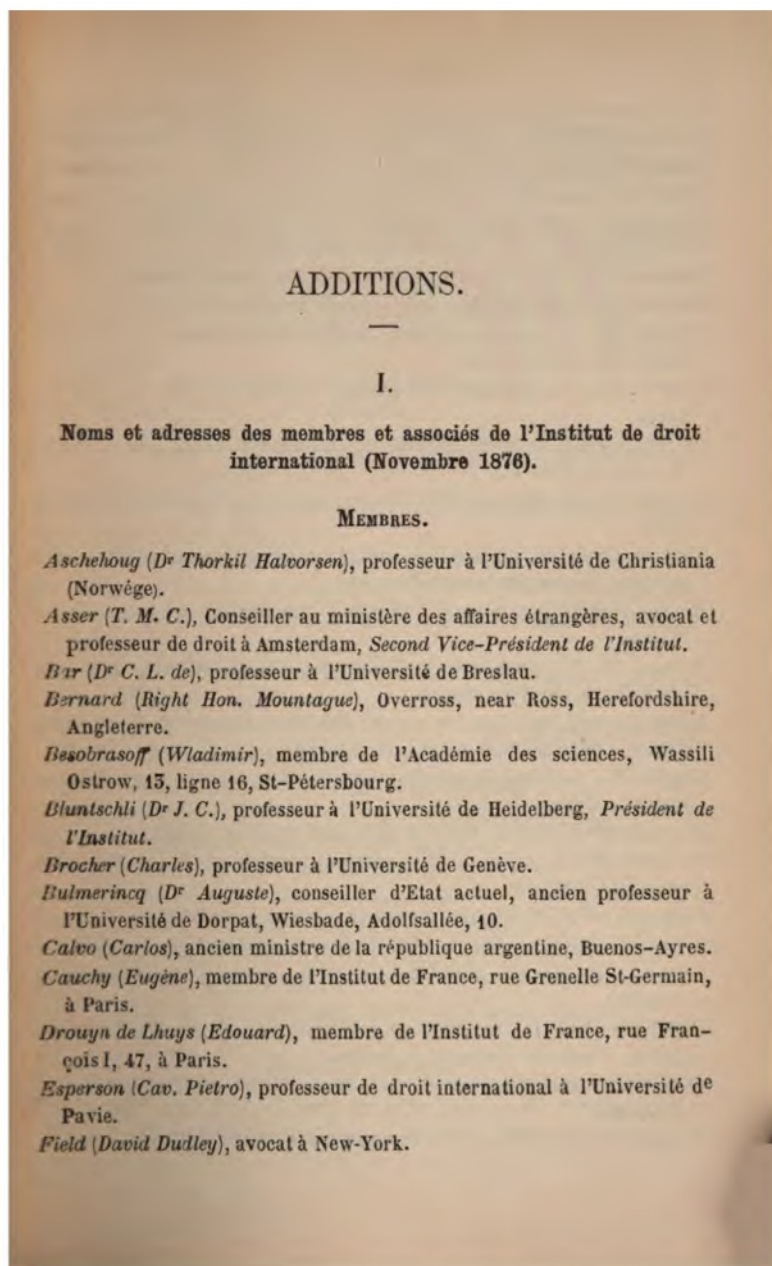 ADDITIONS.
I.
Noms et adresses des membres et associés de l'Institut de droit
international (Novembre 1876).
MEMBRES.
Aschehoug (Dr Thorkil Halvorsen), professeur à l'Université de Christiania
(Norwége).
Asser (T. M. C.), Conseiller au ministère des affaires étrangères, avocat et
professeur de droit à Amsterdam, Second Vice-Président de l'Institut.
Bar (Dr C. L. de), professeur à l'Université de Breslau.
Bernard (Right Hon. Mountague), Overross, near Ross, Herefordshire,
Angleterre.
Besobrasoff (Wladimir), membre de l'Académie des sciences, Wassili
Ostrow, 13, ligne 16, St-Pétersbourg.
Bluntschli (Dr J. C.), professeur à l'Université de Heidelberg, Président de
l'Institut.
Brocher (Charles), professeur à l'Université de Genève.
Bulmerincq (Dr Auguste), conseiller d'Etat actuel, ancien professeur à
l'Université de Dorpat, Wiesbade, Adolfsallée, 10.
Calvo (Carlos), ancien ministre de la république argentine, Buenos-Ayres.
Cauchy (Eugène), membre de l'Institut de France, rue Grenelle St-Germain,
à Paris.
Drouyn de Lhuys (Edouard), membre de l'Institut de France, rue Fran-
çois I, 47, à Paris.
Esperson (Cav. Pietro), professeur de droit international à l'Université de
Pavie.
Field (David Dudley), avocat à New-York.